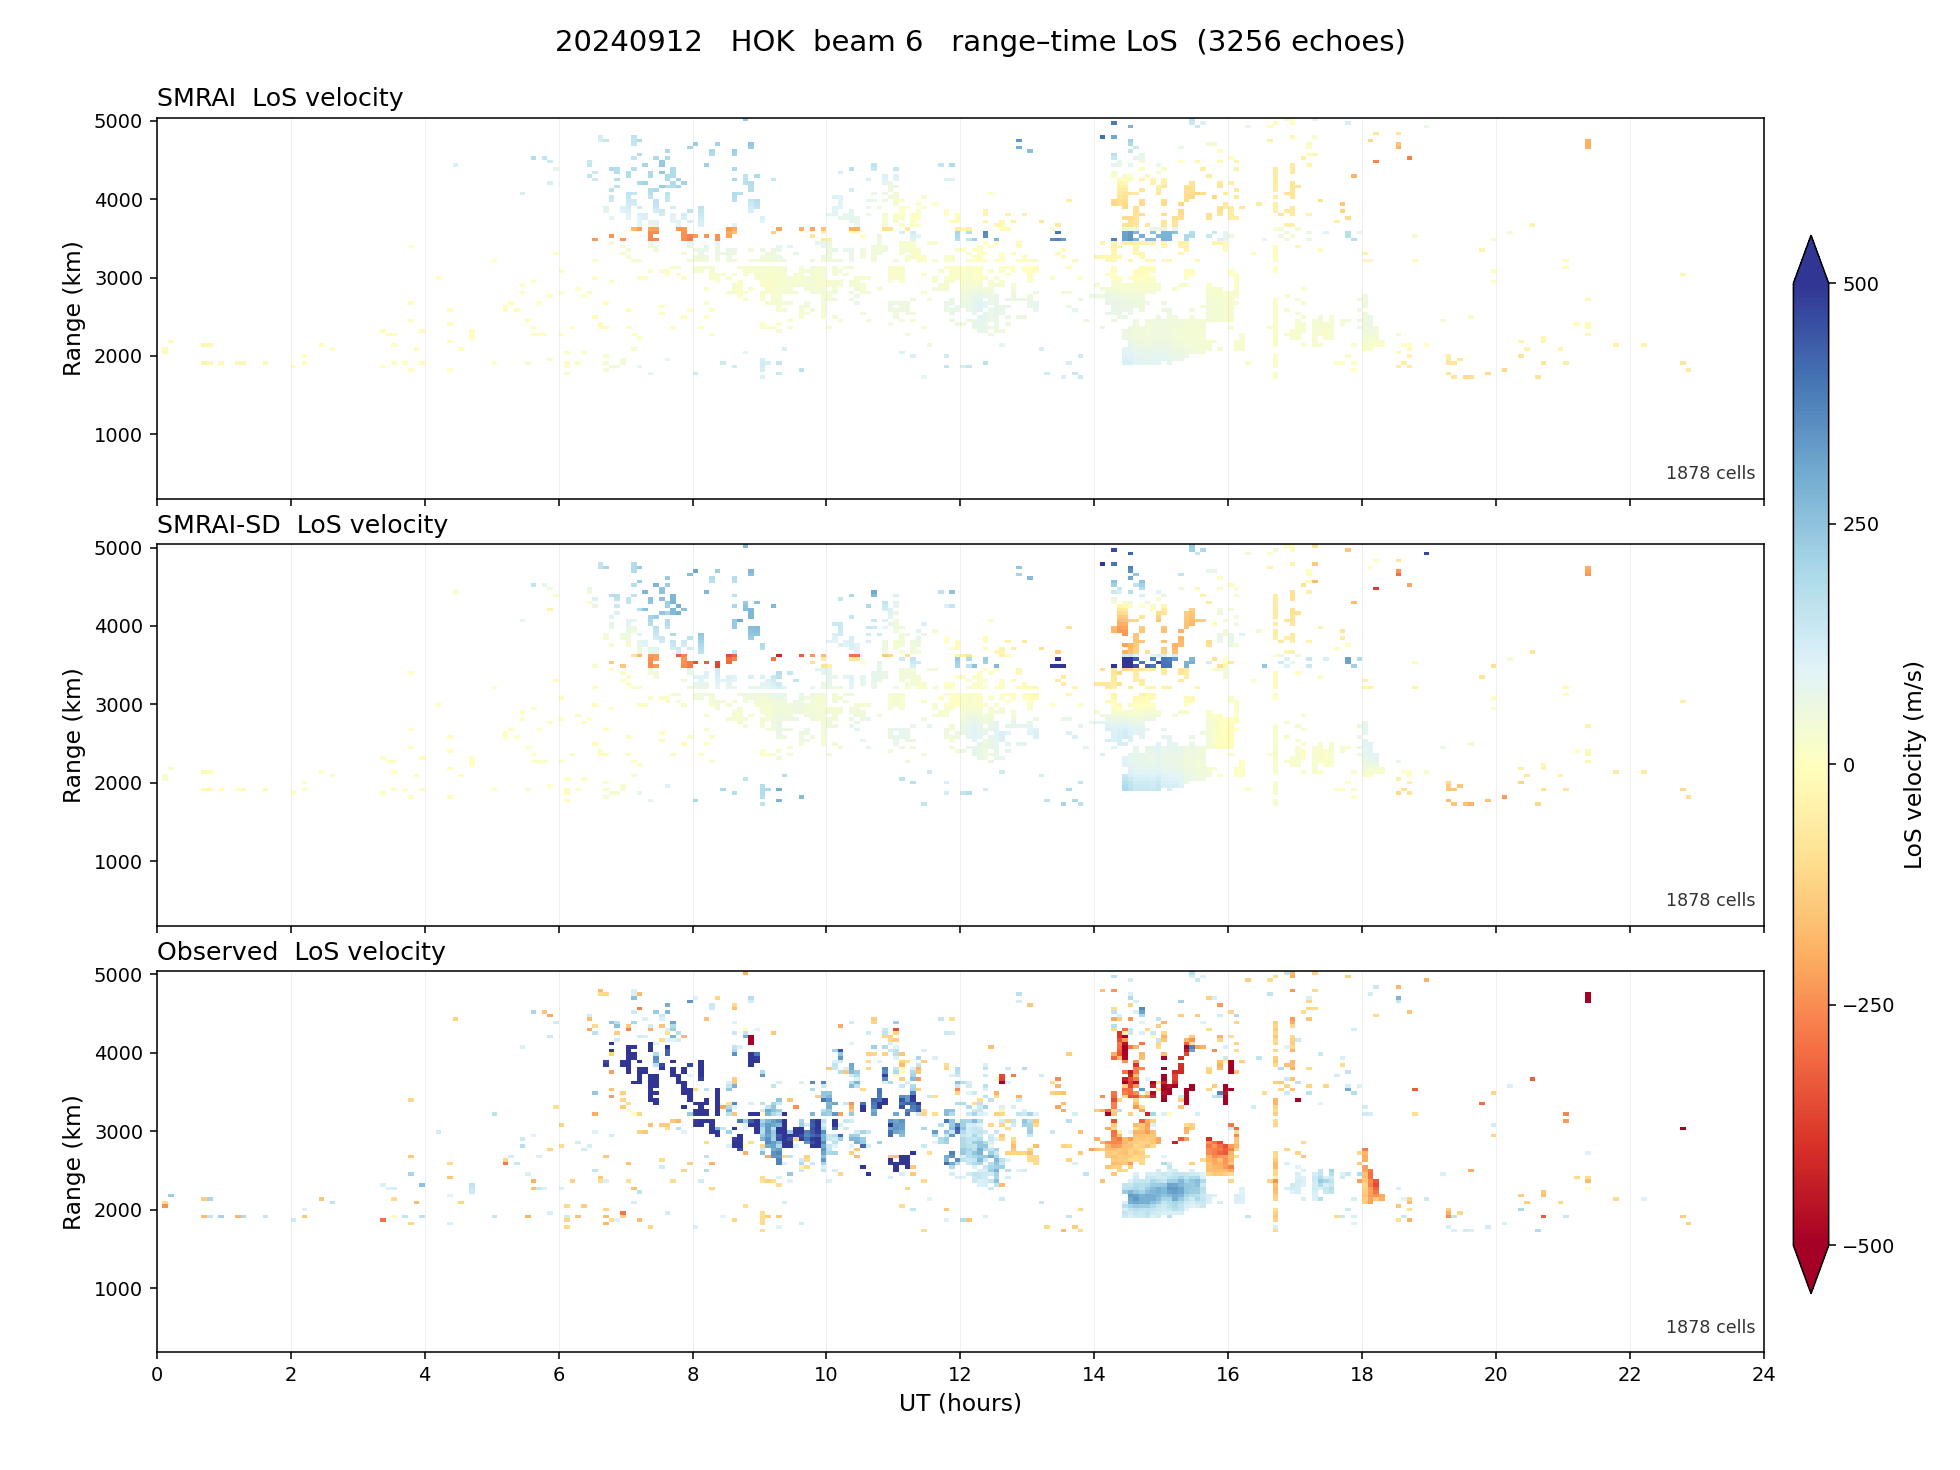 20240912   HOK  beam 6   range–time LoS  (3256 echoes)
SMRAI  LoS velocity
5000
4000
3000
2000
1000
Range (km)
1878 cells
SMRAI-SD  LoS velocity
5000
4000
3000
2000
1000
Range (km)
1878 cells
Observed  LoS velocity
5000
4000
3000
2000
1000
Range (km)
1878 cells
0 2 4 6 8 10 12 14 16 18 20 22 24
UT (hours)
500
250
0
−250
−500
LoS velocity (m/s)